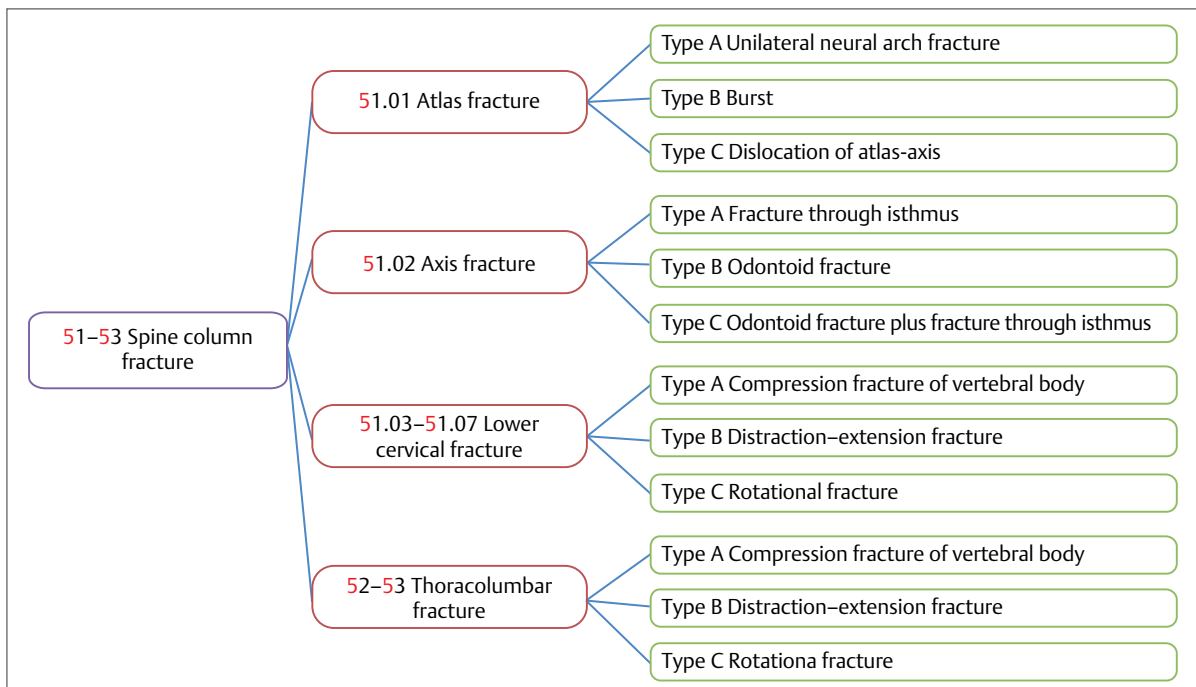 51–53 Spine column
fracture
51.01 Atlas fracture
Type A Unilateral neural arch fracture
Type B Burst
Type C Dislocation of atlas-axis
51.02 Axis fracture
Type A Fracture through isthmus
Type B Odontoid fracture
Type C Odontoid fracture plus fracture through isthmus
51.03–51.07 Lower
cervical fracture
Type A Compression fracture of vertebral body
Type B Distraction–extension fracture
Type C Rotational fracture
52–53 Thoracolumbar
fracture
Type A Compression fracture of vertebral body
Type B Distraction–extension fracture
Type C Rotationa fracture